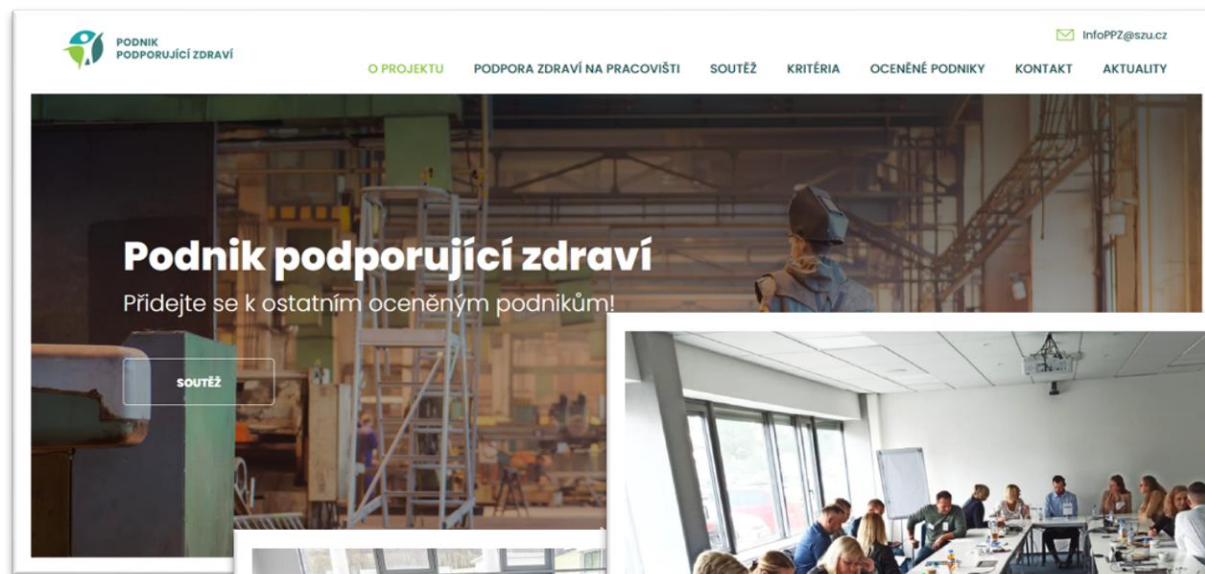 PODNIK
PODPORUJÍCÍ ZDRAVÍ
InfoPPZ@szu.cz
O PROJEKTU PODPORA ZDRAVÍ NA PRACOVIŠTI SOUTĚŽ KRITÉRIA OCENĚNÉ PODNIKY KONTAKT AKTUALITY
Podnik podporující zdraví
Přidejte se k ostatním oceněným podnikům!
SOUTĚŽ